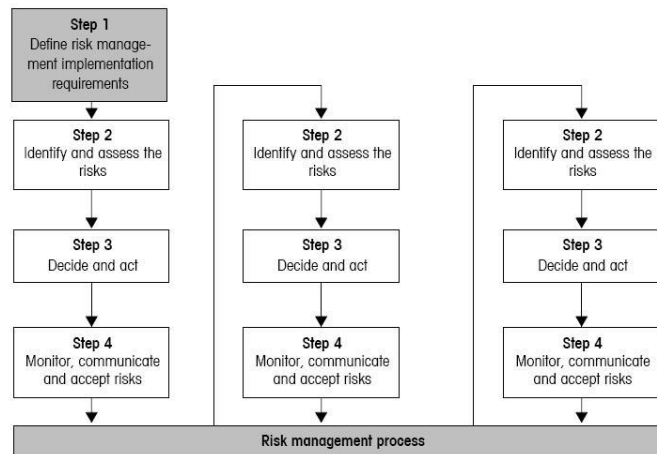 Step 1
Define risk manage-
ment implementation
requirements
Step 2
Identify and assess the
risks
Step 3
Decide and act
Step 4
Monitor, communicate
and accept risks
Step 2
Identify and assess the
risks
Step 3
Decide and act
Step 4
Monitor, communicate
and accept risks
Step 2
Identify and assess the
risks
Step 3
Decide and act
Step 4
Monitor, communicate
and accept risks
Risk management process